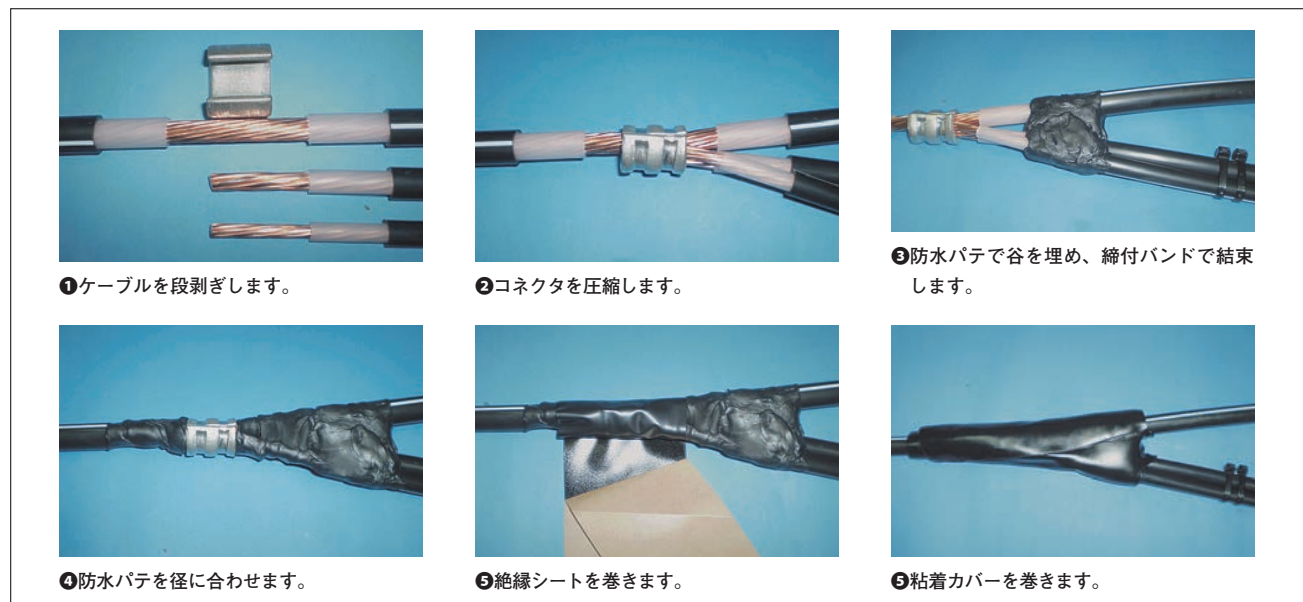 ❶ケーブルを段剥ぎします。
❷コネクタを圧縮します。
❸防水パテで谷を埋め、締付バンドで結束
します。
❹防水パテを径に合わせます。
❺絶縁シートを巻きます。
❺粘着カバーを巻きます。